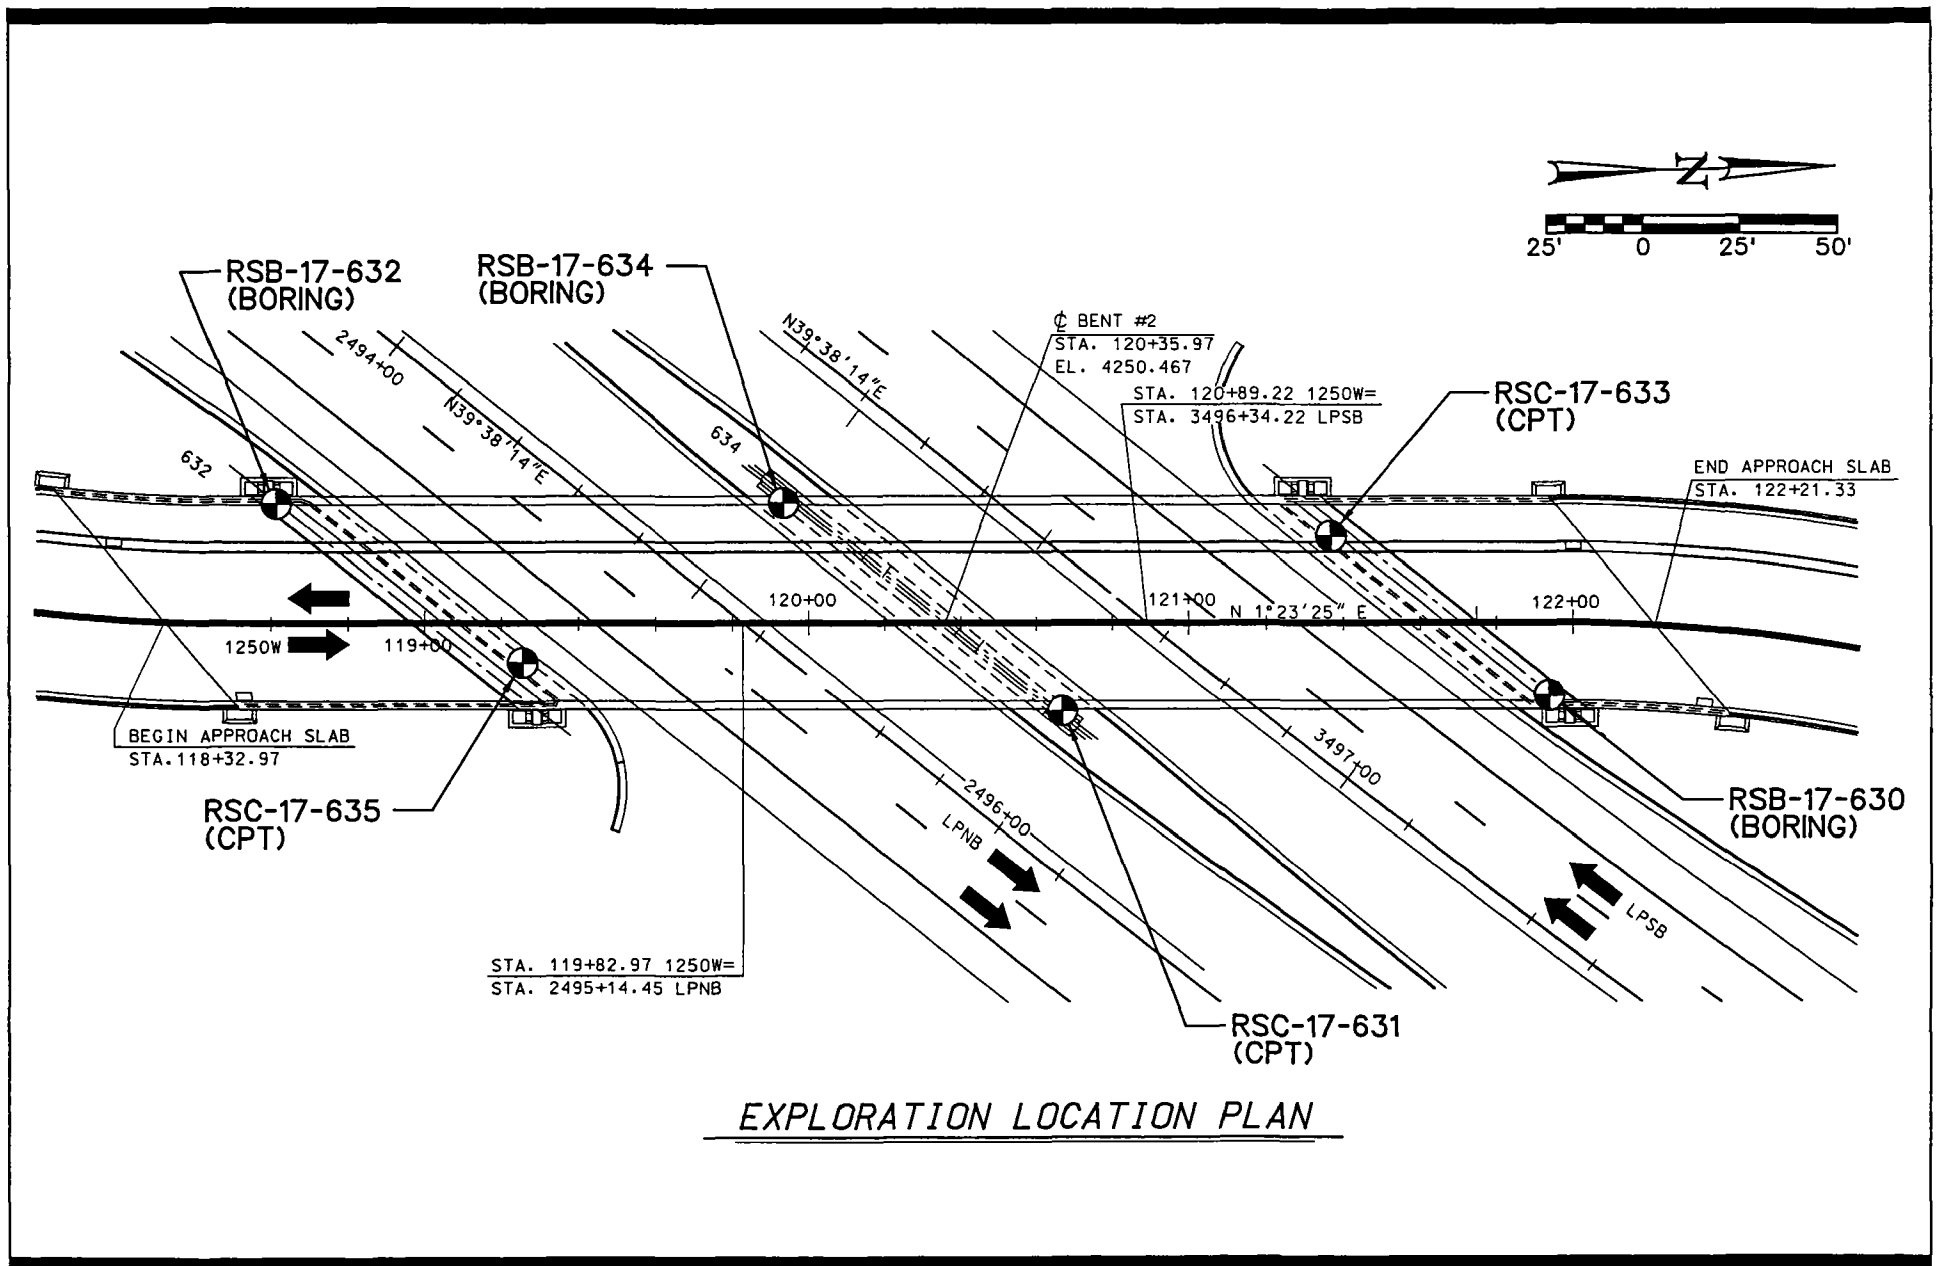 N
25' 0 25' 50'
RSB-17-632
(BORING)
RSB-17-634
(BORING)
℄ BENT #2
STA. 120+35.97
EL. 4250.467
N39°38'14"E
2494+00
N39°38'14"E
STA. 120+89.22 1250W=
STA. 3496+34.22 LPSB
RSC-17-633
(CPT)
632
634
END APPROACH SLAB
STA. 122+21.33
120+00
121+00
N 1°23'25" E
122+00
1250W
119+00
BEGIN APPROACH SLAB
STA.118+32.97
3497+00
RSC-17-635
(CPT)
2496+00
LPNB
RSB-17-630
(BORING)
LPSB
STA. 119+82.97 1250W=
STA. 2495+14.45 LPNB
RSC-17-631
(CPT)
EXPLORATION LOCATION PLAN